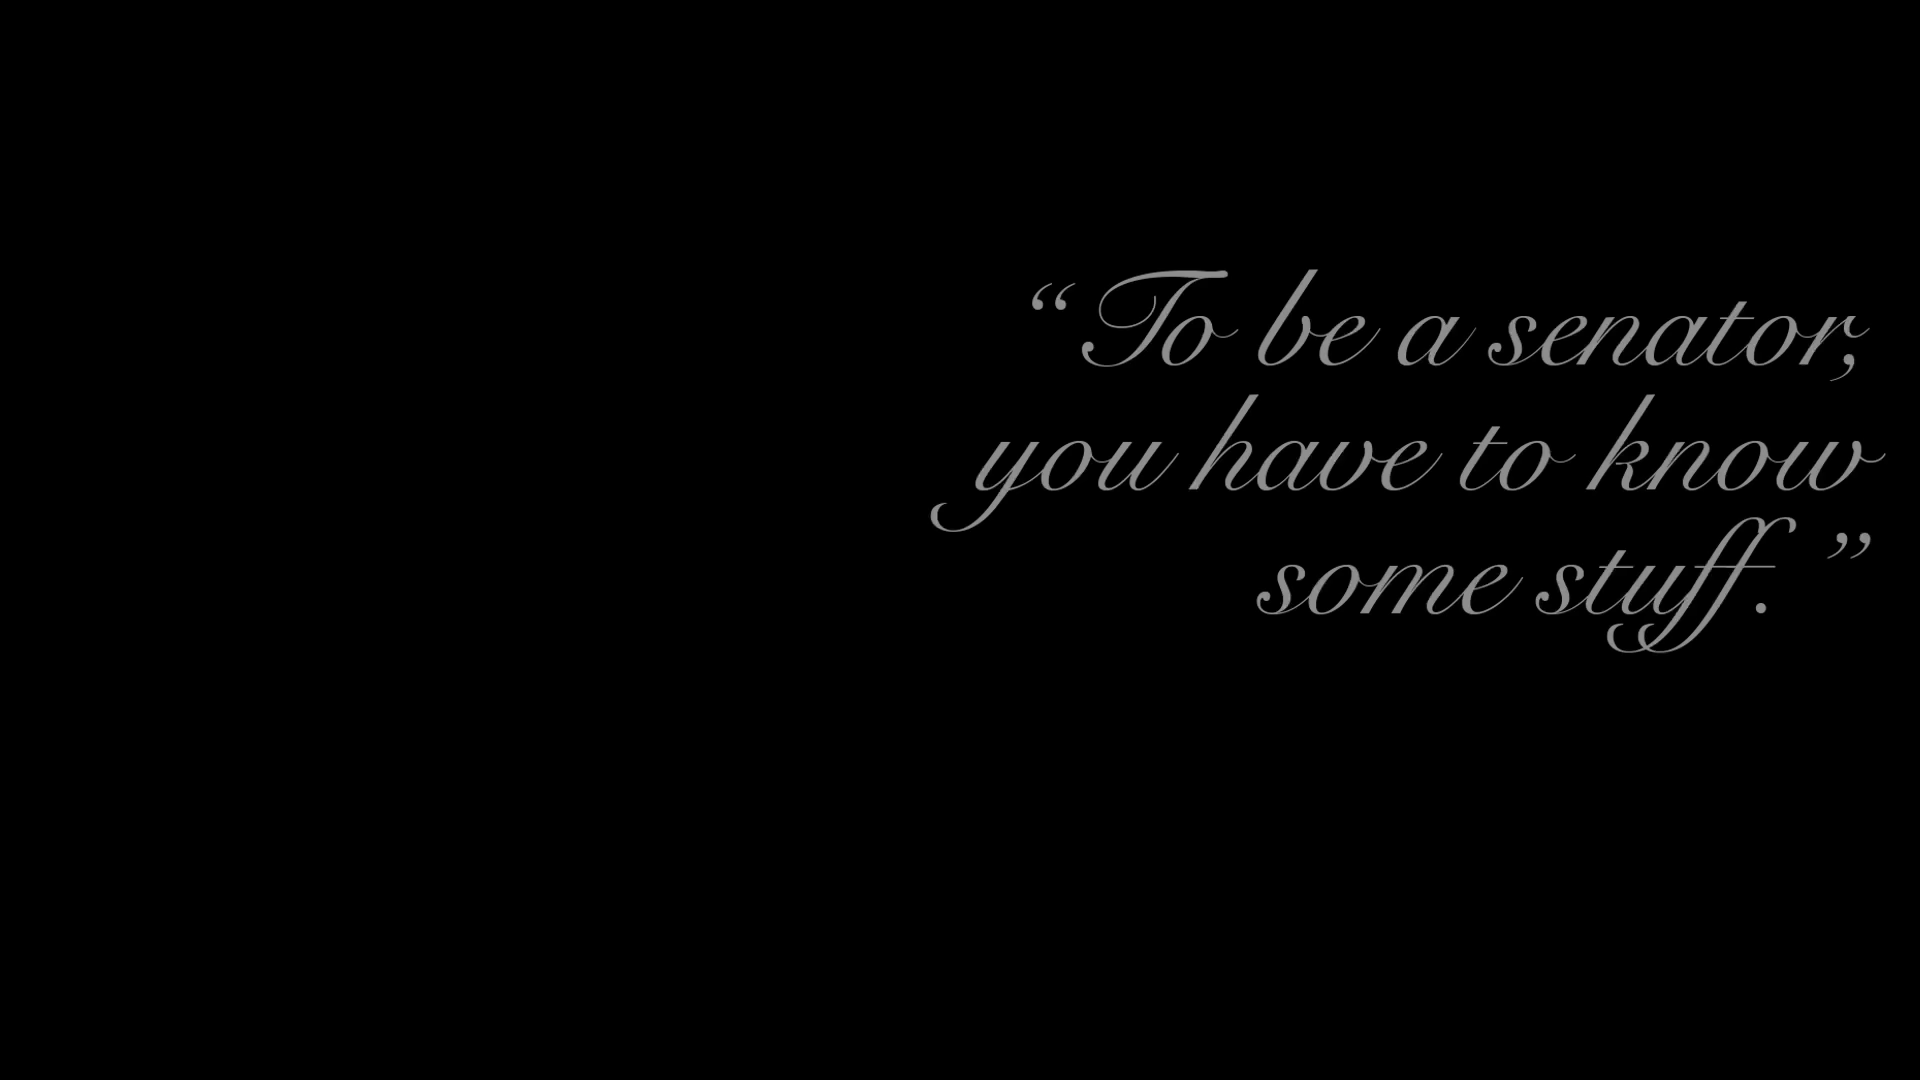 “To be a senator,
you have to know
some stuff.”